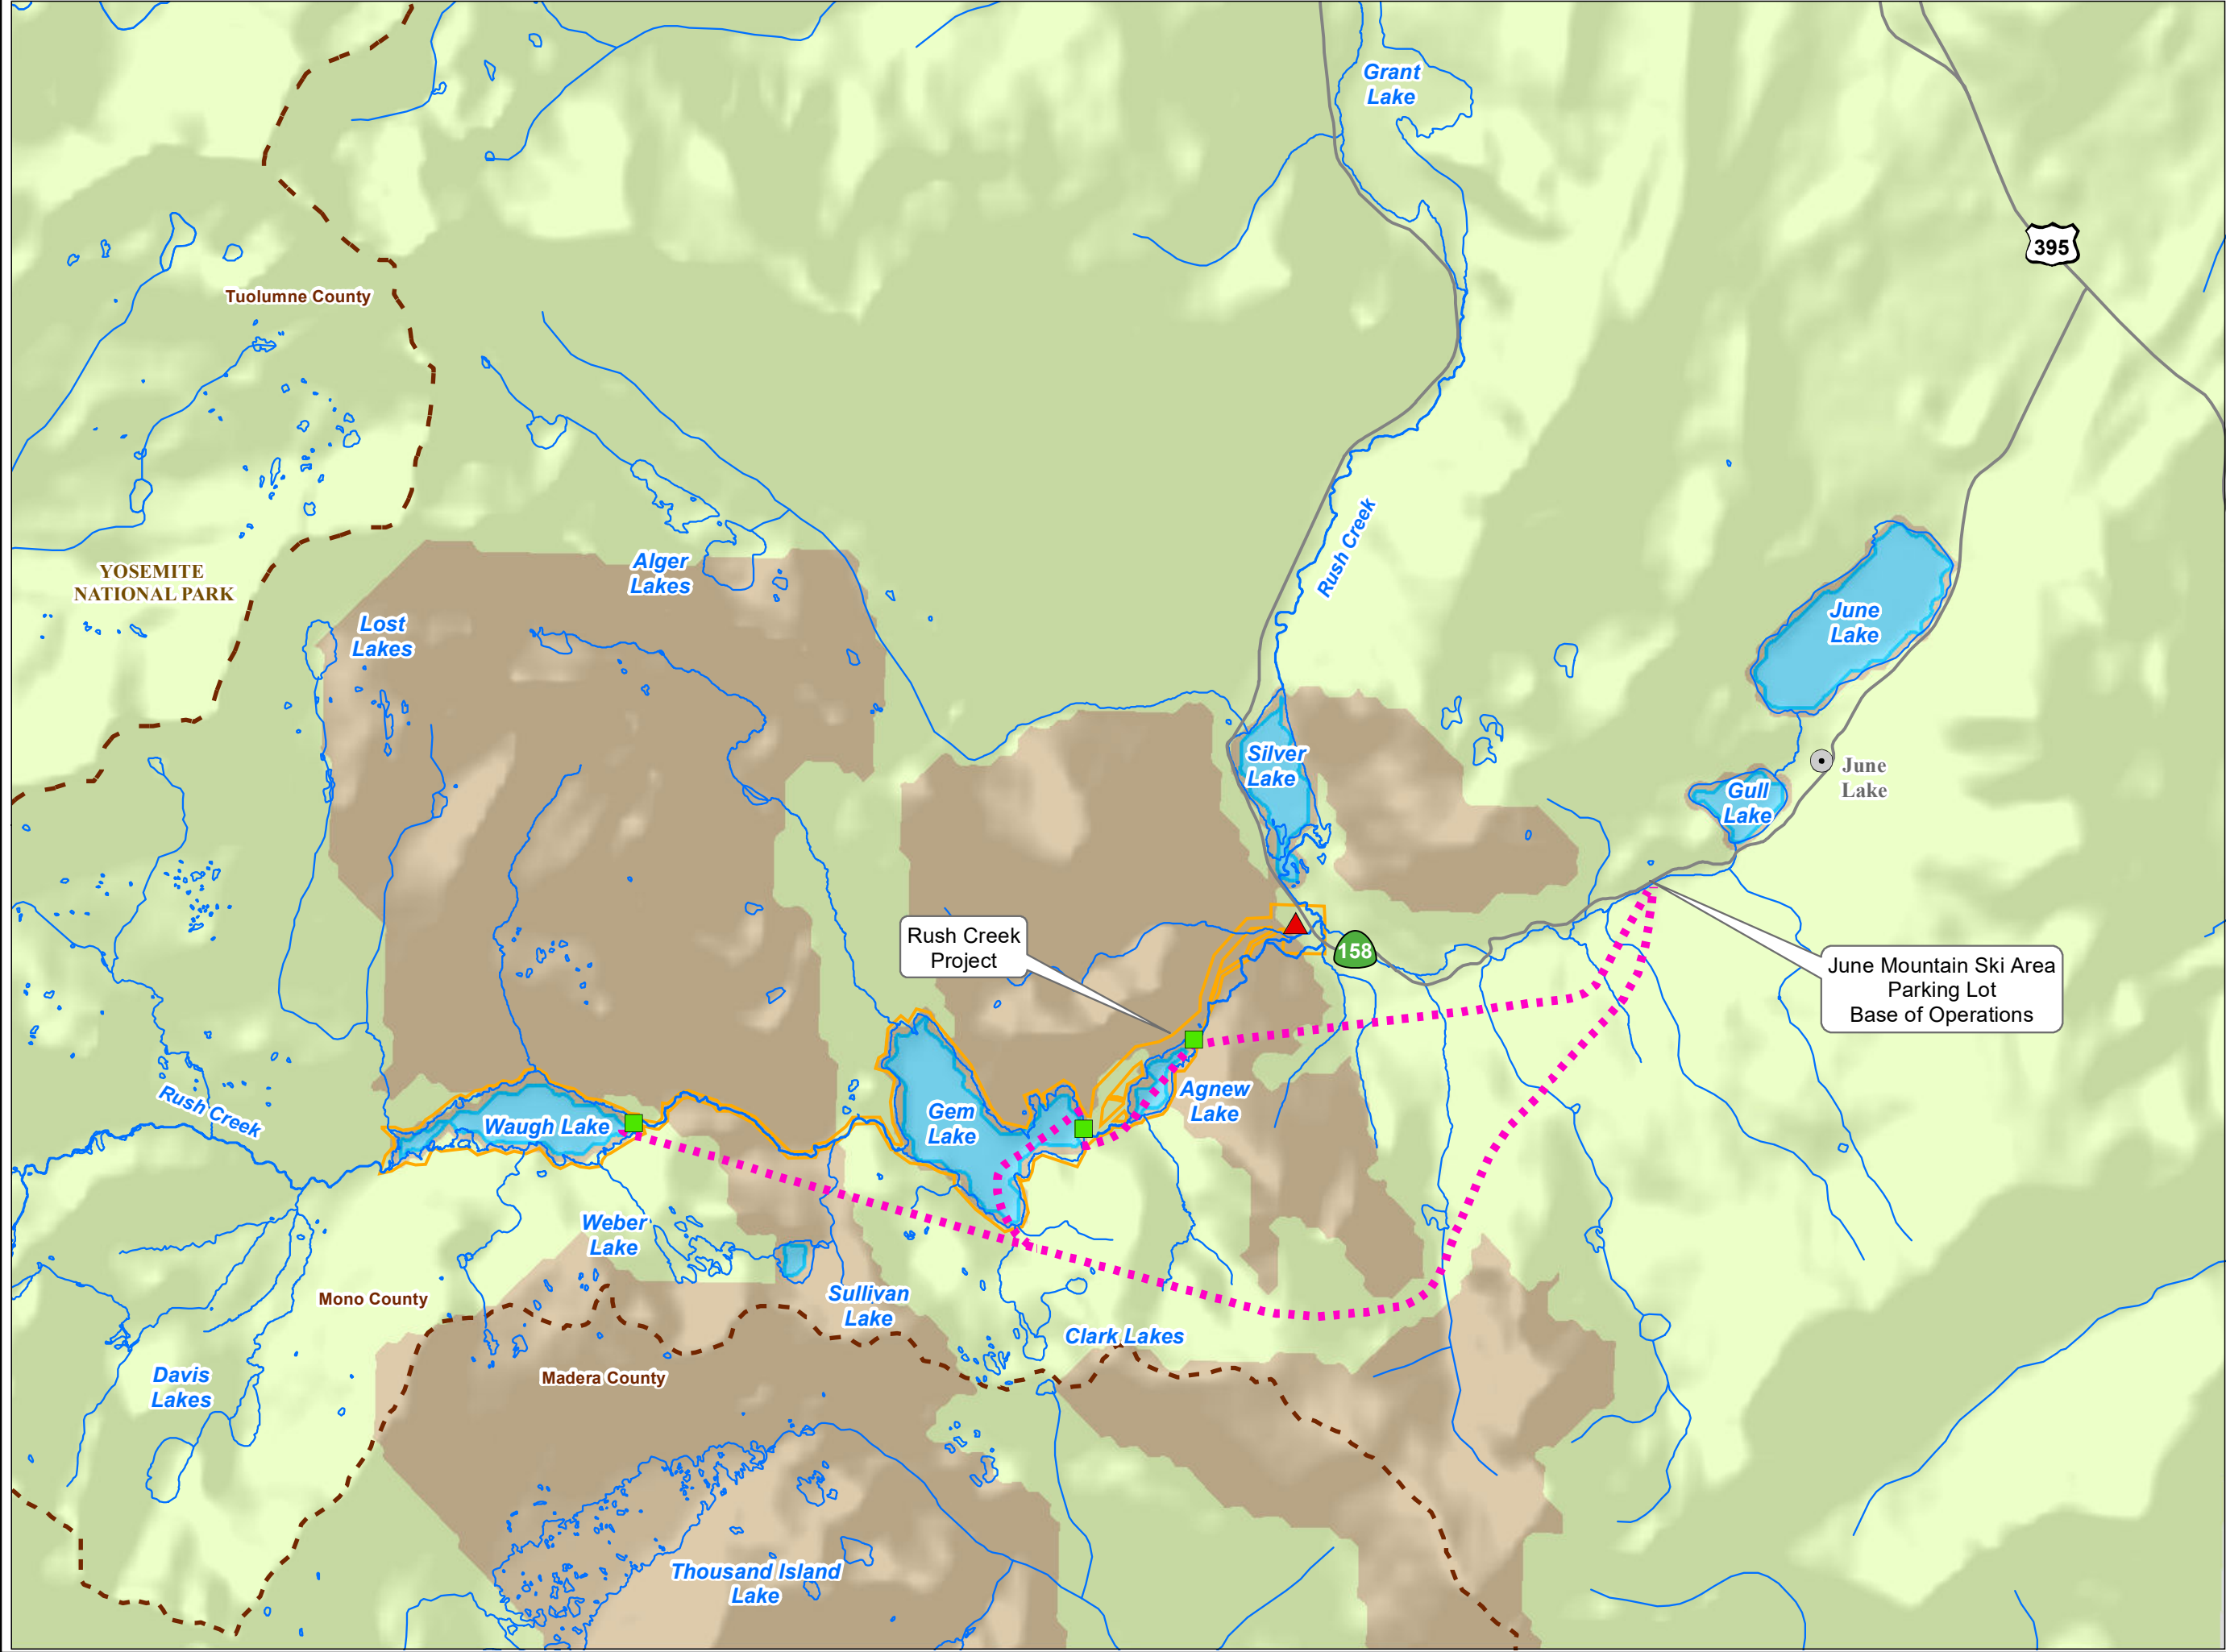 Grant
Lake
395
Tuolumne County
Rush Creek
YOSEMITE
NATIONAL PARK
Alger
Lakes
Lost
Lakes
June
Lake
Silver
Lake
June
Lake
Gull
Lake
Rush Creek
Project
158
June Mountain Ski Area
Parking Lot
Base of Operations
Rush Creek
Waugh Lake
Gem
Lake
Agnew
Lake
Weber
Lake
Mono County
Sullivan
Lake
Clark Lakes
Davis
Lakes
Madera County
Thousand Island
Lake